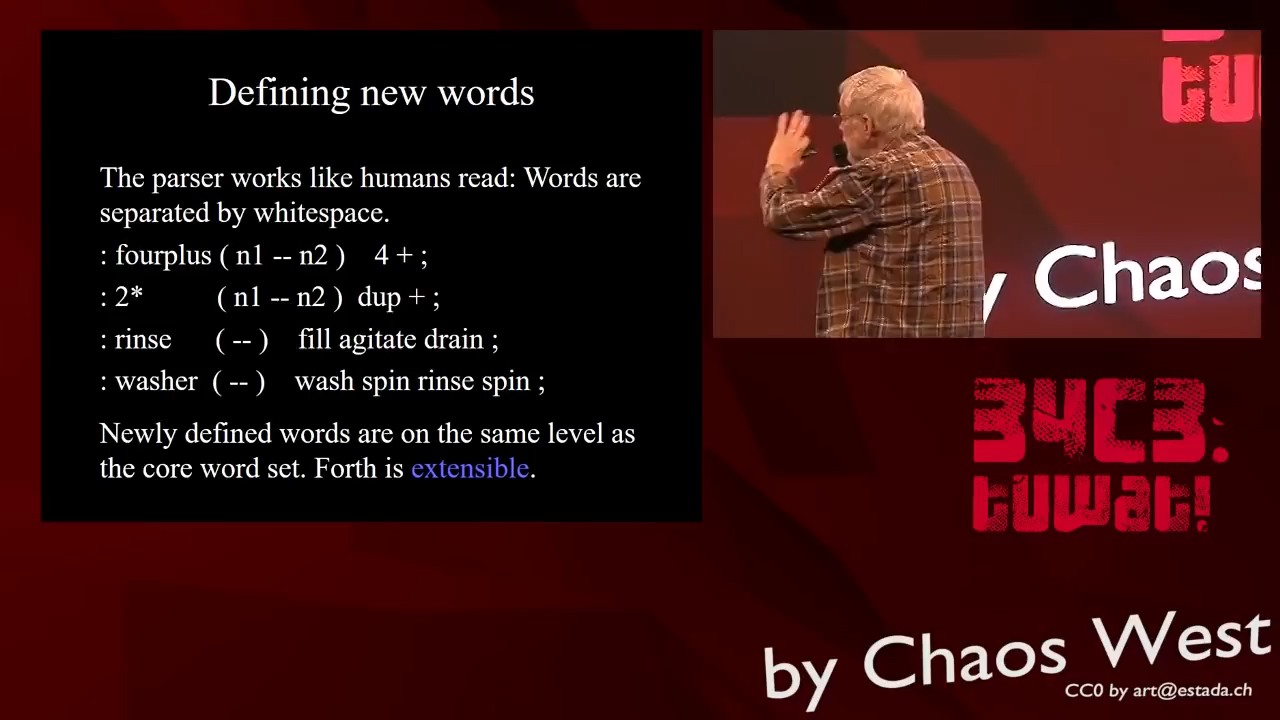 Defining new words
The parser works like humans read: Words are
separated by whitespace.
: fourplus ( n1 -- n2 ) 4 + ;
: 2* ( n1 -- n2 ) dup + ;
: rinse ( -- ) fill agitate drain ;
: washer ( -- ) wash spin rinse spin ;
Newly defined words are on the same level as
the core word set. Forth is extensible.
3
tu
y Chaos
34C3:
tuwat!
by Chaos West
CC0 by art@estada.ch